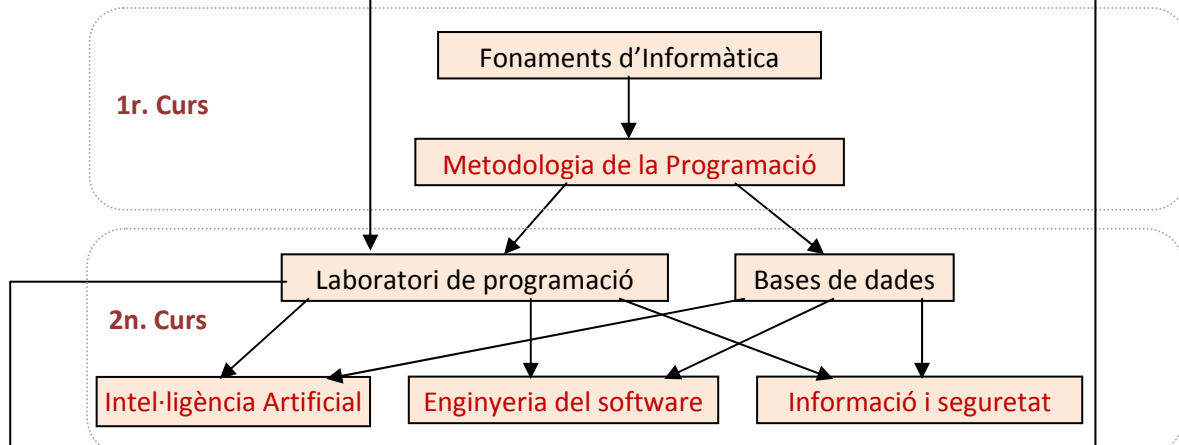 Fonaments d’Informàtica
1r. Curs
Metodologia de la Programació
Laboratori de programació
Bases de dades
2n. Curs
Intel·ligència Artificial
Enginyeria del software
Informació i seguretat